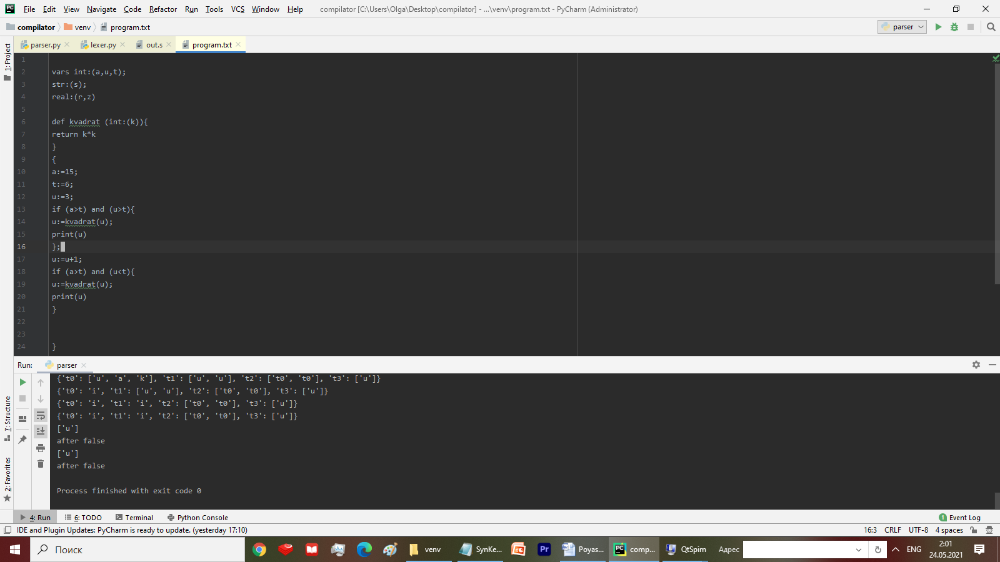 PC File Edit View Navigate Code Refactor Run Tools VCS Window Help compilator [C:\Users\Olga\Desktop\compilator] - ...\venv\program.txt - PyCharm (Administrator)
compilator venv program.txt parser
parser.py lexer.py out.s program.txt
1: Project
1
2 vars int:(a,u,t);
3 str:(s);
4 real:(r,z)
5
6 def kvadrat (int:(k)){
7 return k*k
8 }
9 {
10 a:=15;
11 t:=6;
12 u:=3;
13 if (a>t) and (u>t){
14 u:=kvadrat(u);
15 print(u)
16 };
17 u:=u+1;
18 if (a>t) and (u<t){
19 u:=kvadrat(u);
20 print(u)
21 }
22
23
24 }
Run: parser
{'t0': ['u', 'a', 'k'], 't1': ['u', 'u'], 't2': ['t0', 't0'], 't3': ['u']}
{'t0': 'i', 't1': ['u', 'u'], 't2': ['t0', 't0'], 't3': ['u']}
{'t0': 'i', 't1': 'i', 't2': ['t0', 't0'], 't3': ['u']}
{'t0': 'i', 't1': 'i', 't2': ['t0', 't0'], 't3': ['u']}
['u']
after false
['u']
after false
Process finished with exit code 0
7: Structure
2: Favorites
4: Run 6: TODO Terminal Python Console 1 Event Log
IDE and Plugin Updates: PyCharm is ready to update. (yesterday 17:10) 16:3 CRLF UTF-8 4 spaces
Поиск venv SynKe... Pr Poyas... PC comp... QtSpim Адрес ENG 2:01
24.05.2021